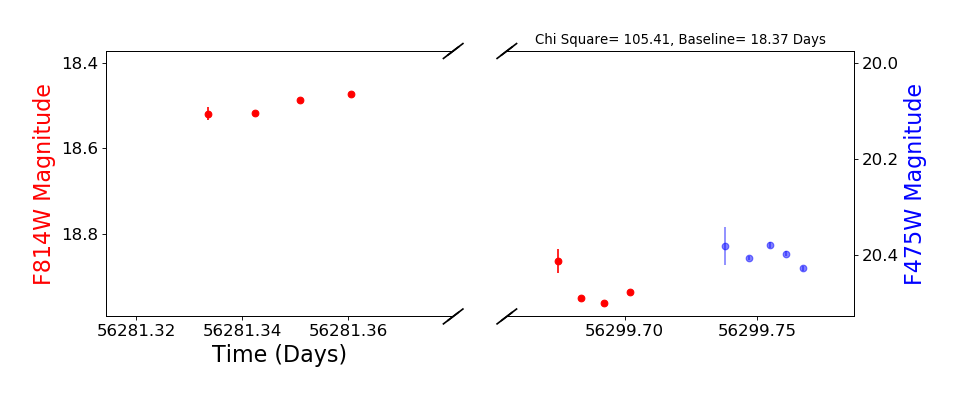 Chi Square= 105.41, Baseline= 18.37 Days
F814W Magnitude
18.4
18.6
18.8
20.0
20.2
20.4
F475W Magnitude
56281.32 56281.34 56281.36 56299.70 56299.75
Time (Days)